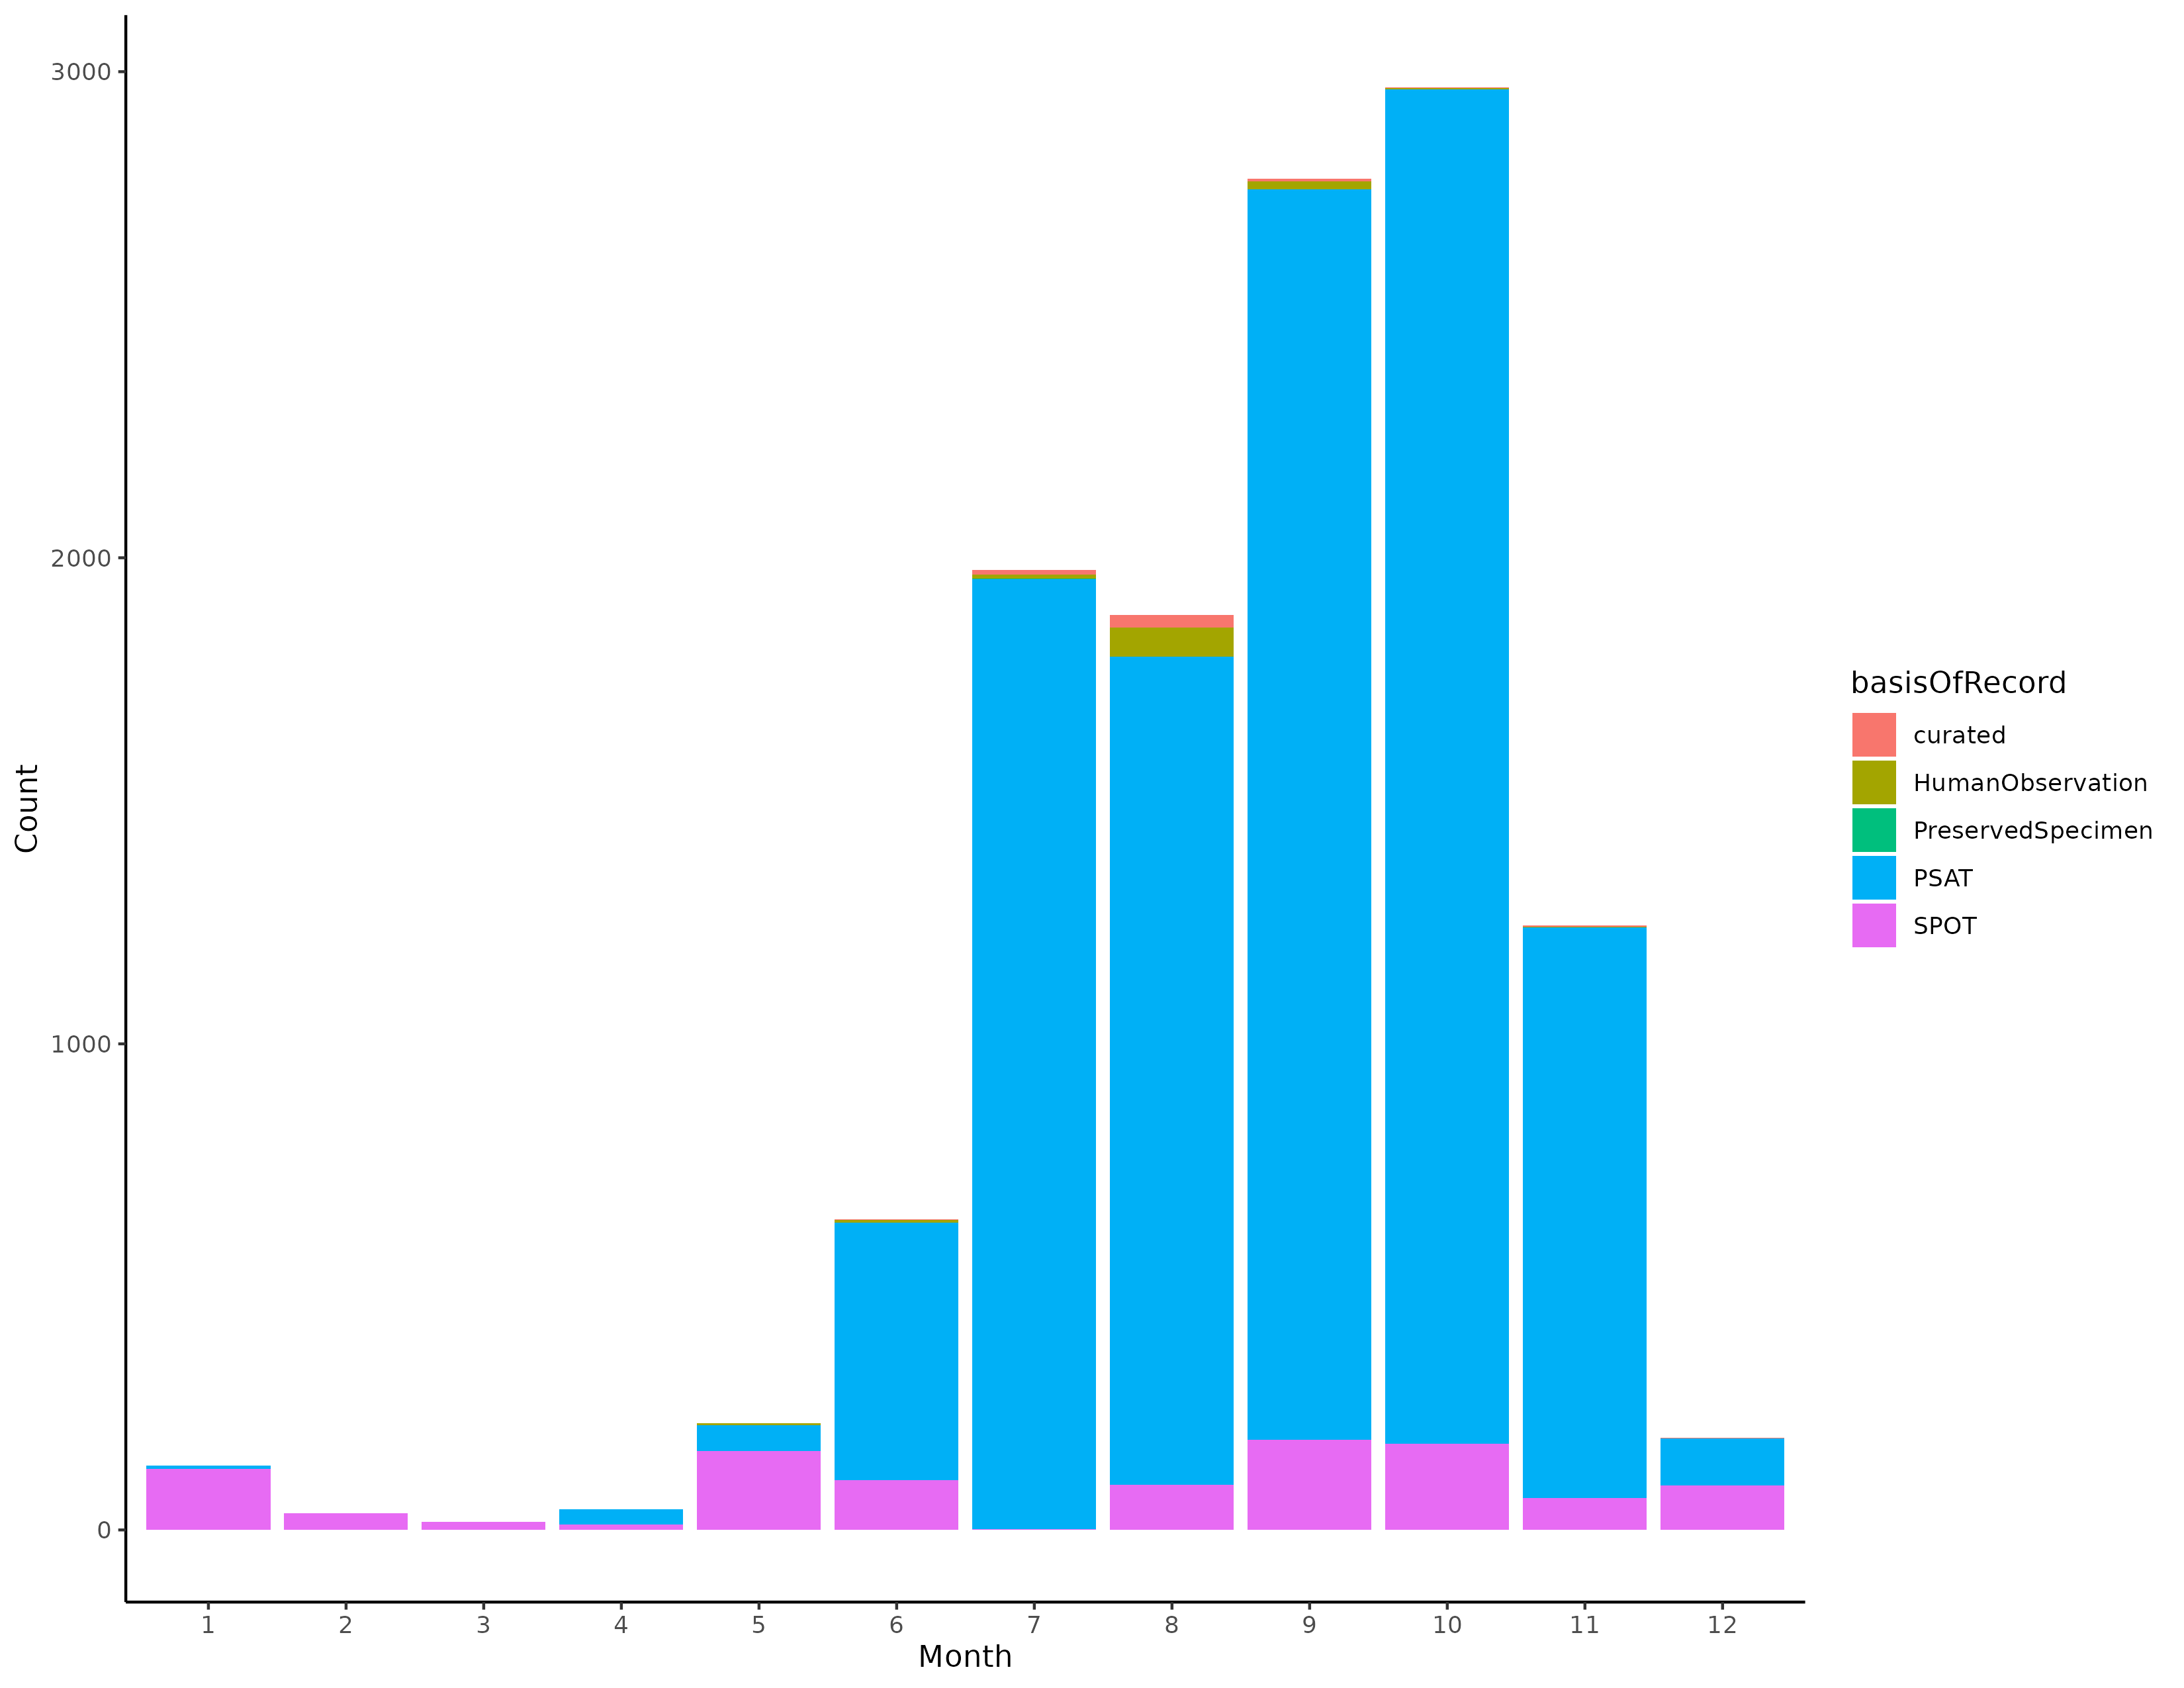 3000
2000
1000
0
Count
1 2 3 4 5 6 7 8 9 10 11 12
Month
basisOfRecord
curated
HumanObservation
PreservedSpecimen
PSAT
SPOT